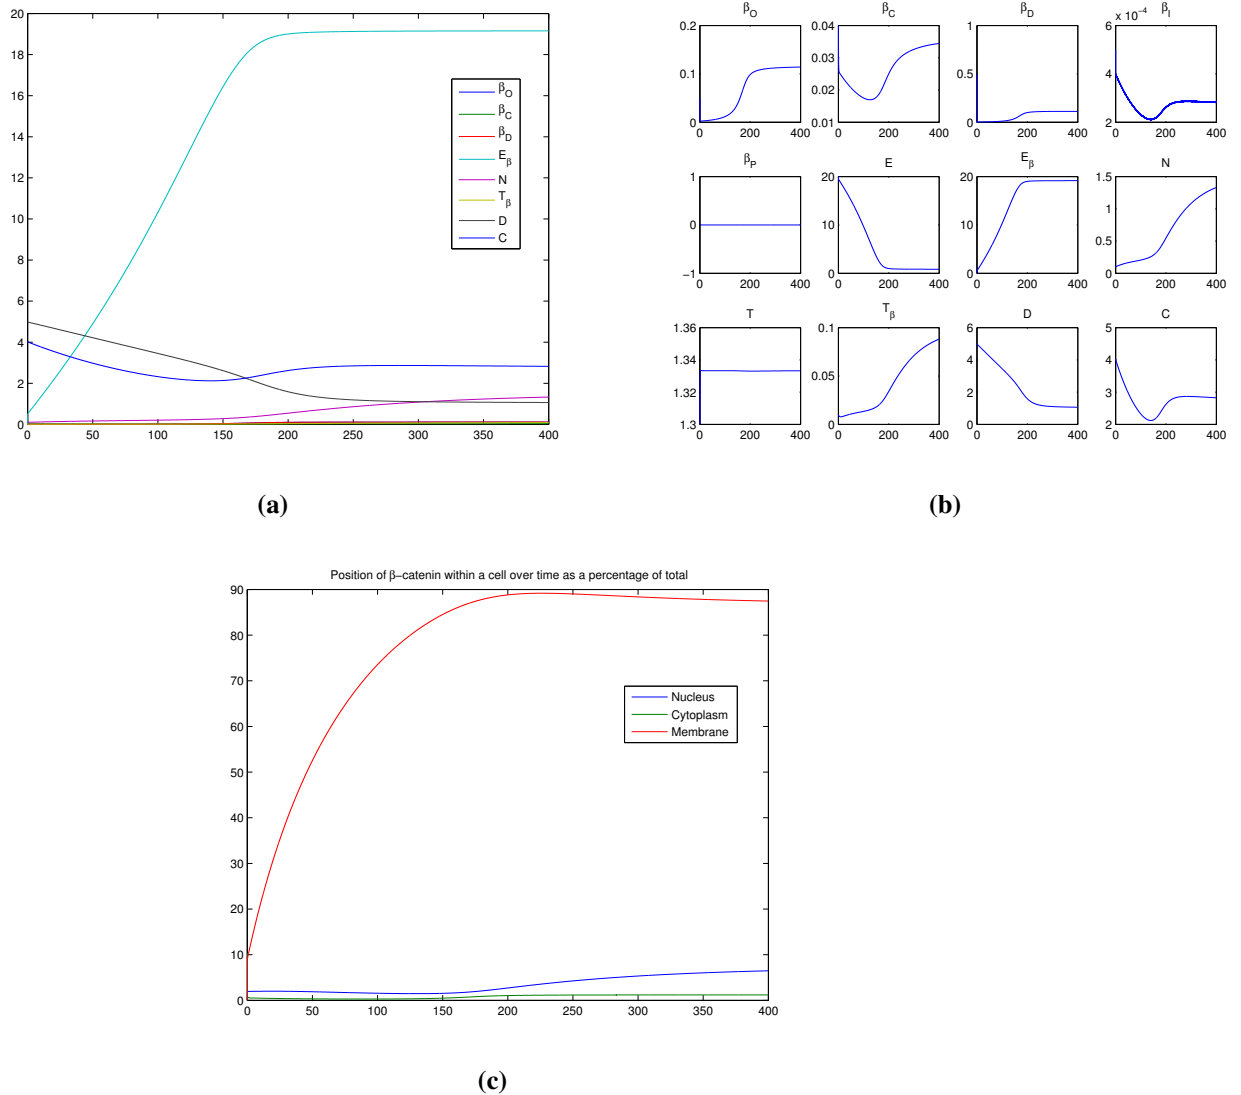 20
18
16
14
12
10
8
6
4
2
0
0 50 100 150 200 250 300 350 400
β_O
β_C
β_D
E_β
N
T_β
D
C
(a)
β_O β_C β_D β_I
0.2 0.04 1 6 x 10⁻⁴
0.1 0.03 0.5 4
0.02
0 0.01 0 2
0 200 400 0 200 400 0 200 400 0 200 400
β_P E E_β N
1 20 20 1.5
0 10 10 1
0.5
−1 0 0 0
0 200 400 0 200 400 0 200 400 0 200 400
T T_β D C
1.36 0.1 6 5
1.34 0.05 4 4
1.32 2 3
1.3 0 0 2
0 200 400 0 200 400 0 200 400 0 200 400
(b)
Position of β−catenin within a cell over time as a percentage of total
90
80
70
60
50
40
30
20
10
0
0 50 100 150 200 250 300 350 400
Nucleus
Cytoplasm
Membrane
(c)